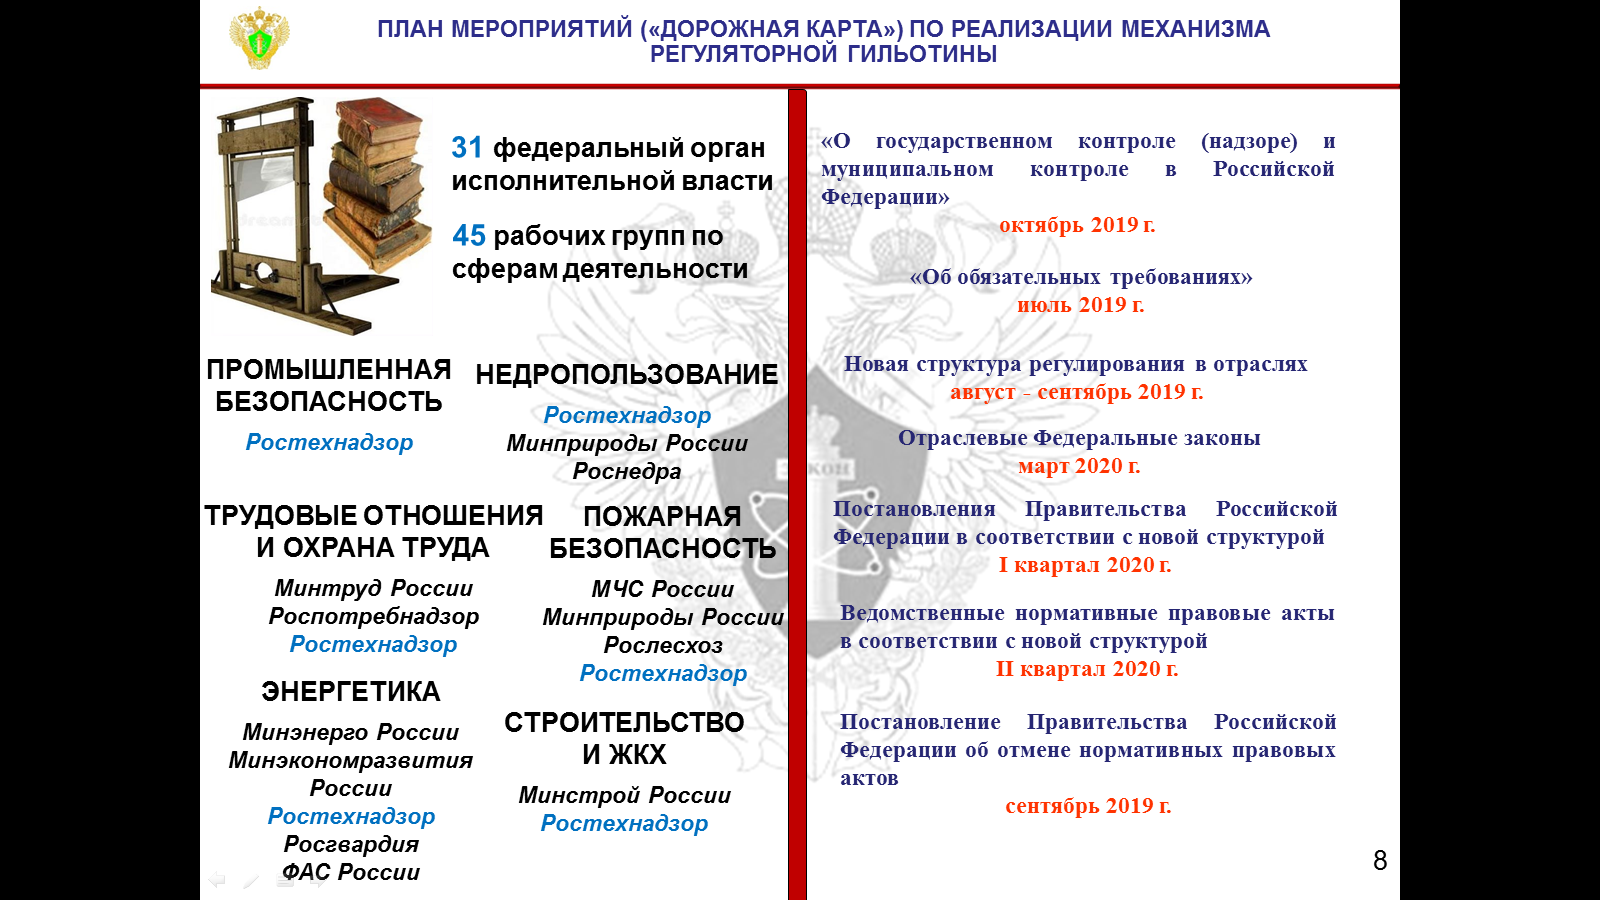 ПЛАН МЕРОПРИЯТИЙ («ДОРОЖНАЯ КАРТА») ПО РЕАЛИЗАЦИИ МЕХАНИЗМА
РЕГУЛЯТОРНОЙ ГИЛЬОТИНЫ
31 федеральный орган
исполнительной власти
45 рабочих групп по
сферам деятельности
ПРОМЫШЛЕННАЯ
БЕЗОПАСНОСТЬ
Ростехнадзор
НЕДРОПОЛЬЗОВАНИЕ
Ростехнадзор
Минприроды России
Роснедра
ТРУДОВЫЕ ОТНОШЕНИЯ
И ОХРАНА ТРУДА
Минтруд России
Роспотребнадзор
Ростехнадзор
ПОЖАРНАЯ
БЕЗОПАСНОСТЬ
МЧС России
Минприроды России
Рослесхоз
Ростехнадзор
ЭНЕРГЕТИКА
Минэнерго России
Минэкономразвития
России
Ростехнадзор
Росгвардия
ФАС России
СТРОИТЕЛЬСТВО
И ЖКХ
Минстрой России
Ростехнадзор
«О государственном контроле (надзоре) и
муниципальном контроле в Российской
Федерации»
октябрь 2019 г.
«Об обязательных требованиях»
июль 2019 г.
Новая структура регулирования в отраслях
август - сентябрь 2019 г.
Отраслевые Федеральные законы
март 2020 г.
Постановления Правительства Российской
Федерации в соответствии с новой структурой
I квартал 2020 г.
Ведомственные нормативные правовые акты
в соответствии с новой структурой
II квартал 2020 г.
Постановление Правительства Российской
Федерации об отмене нормативных правовых
актов
сентябрь 2019 г.
8